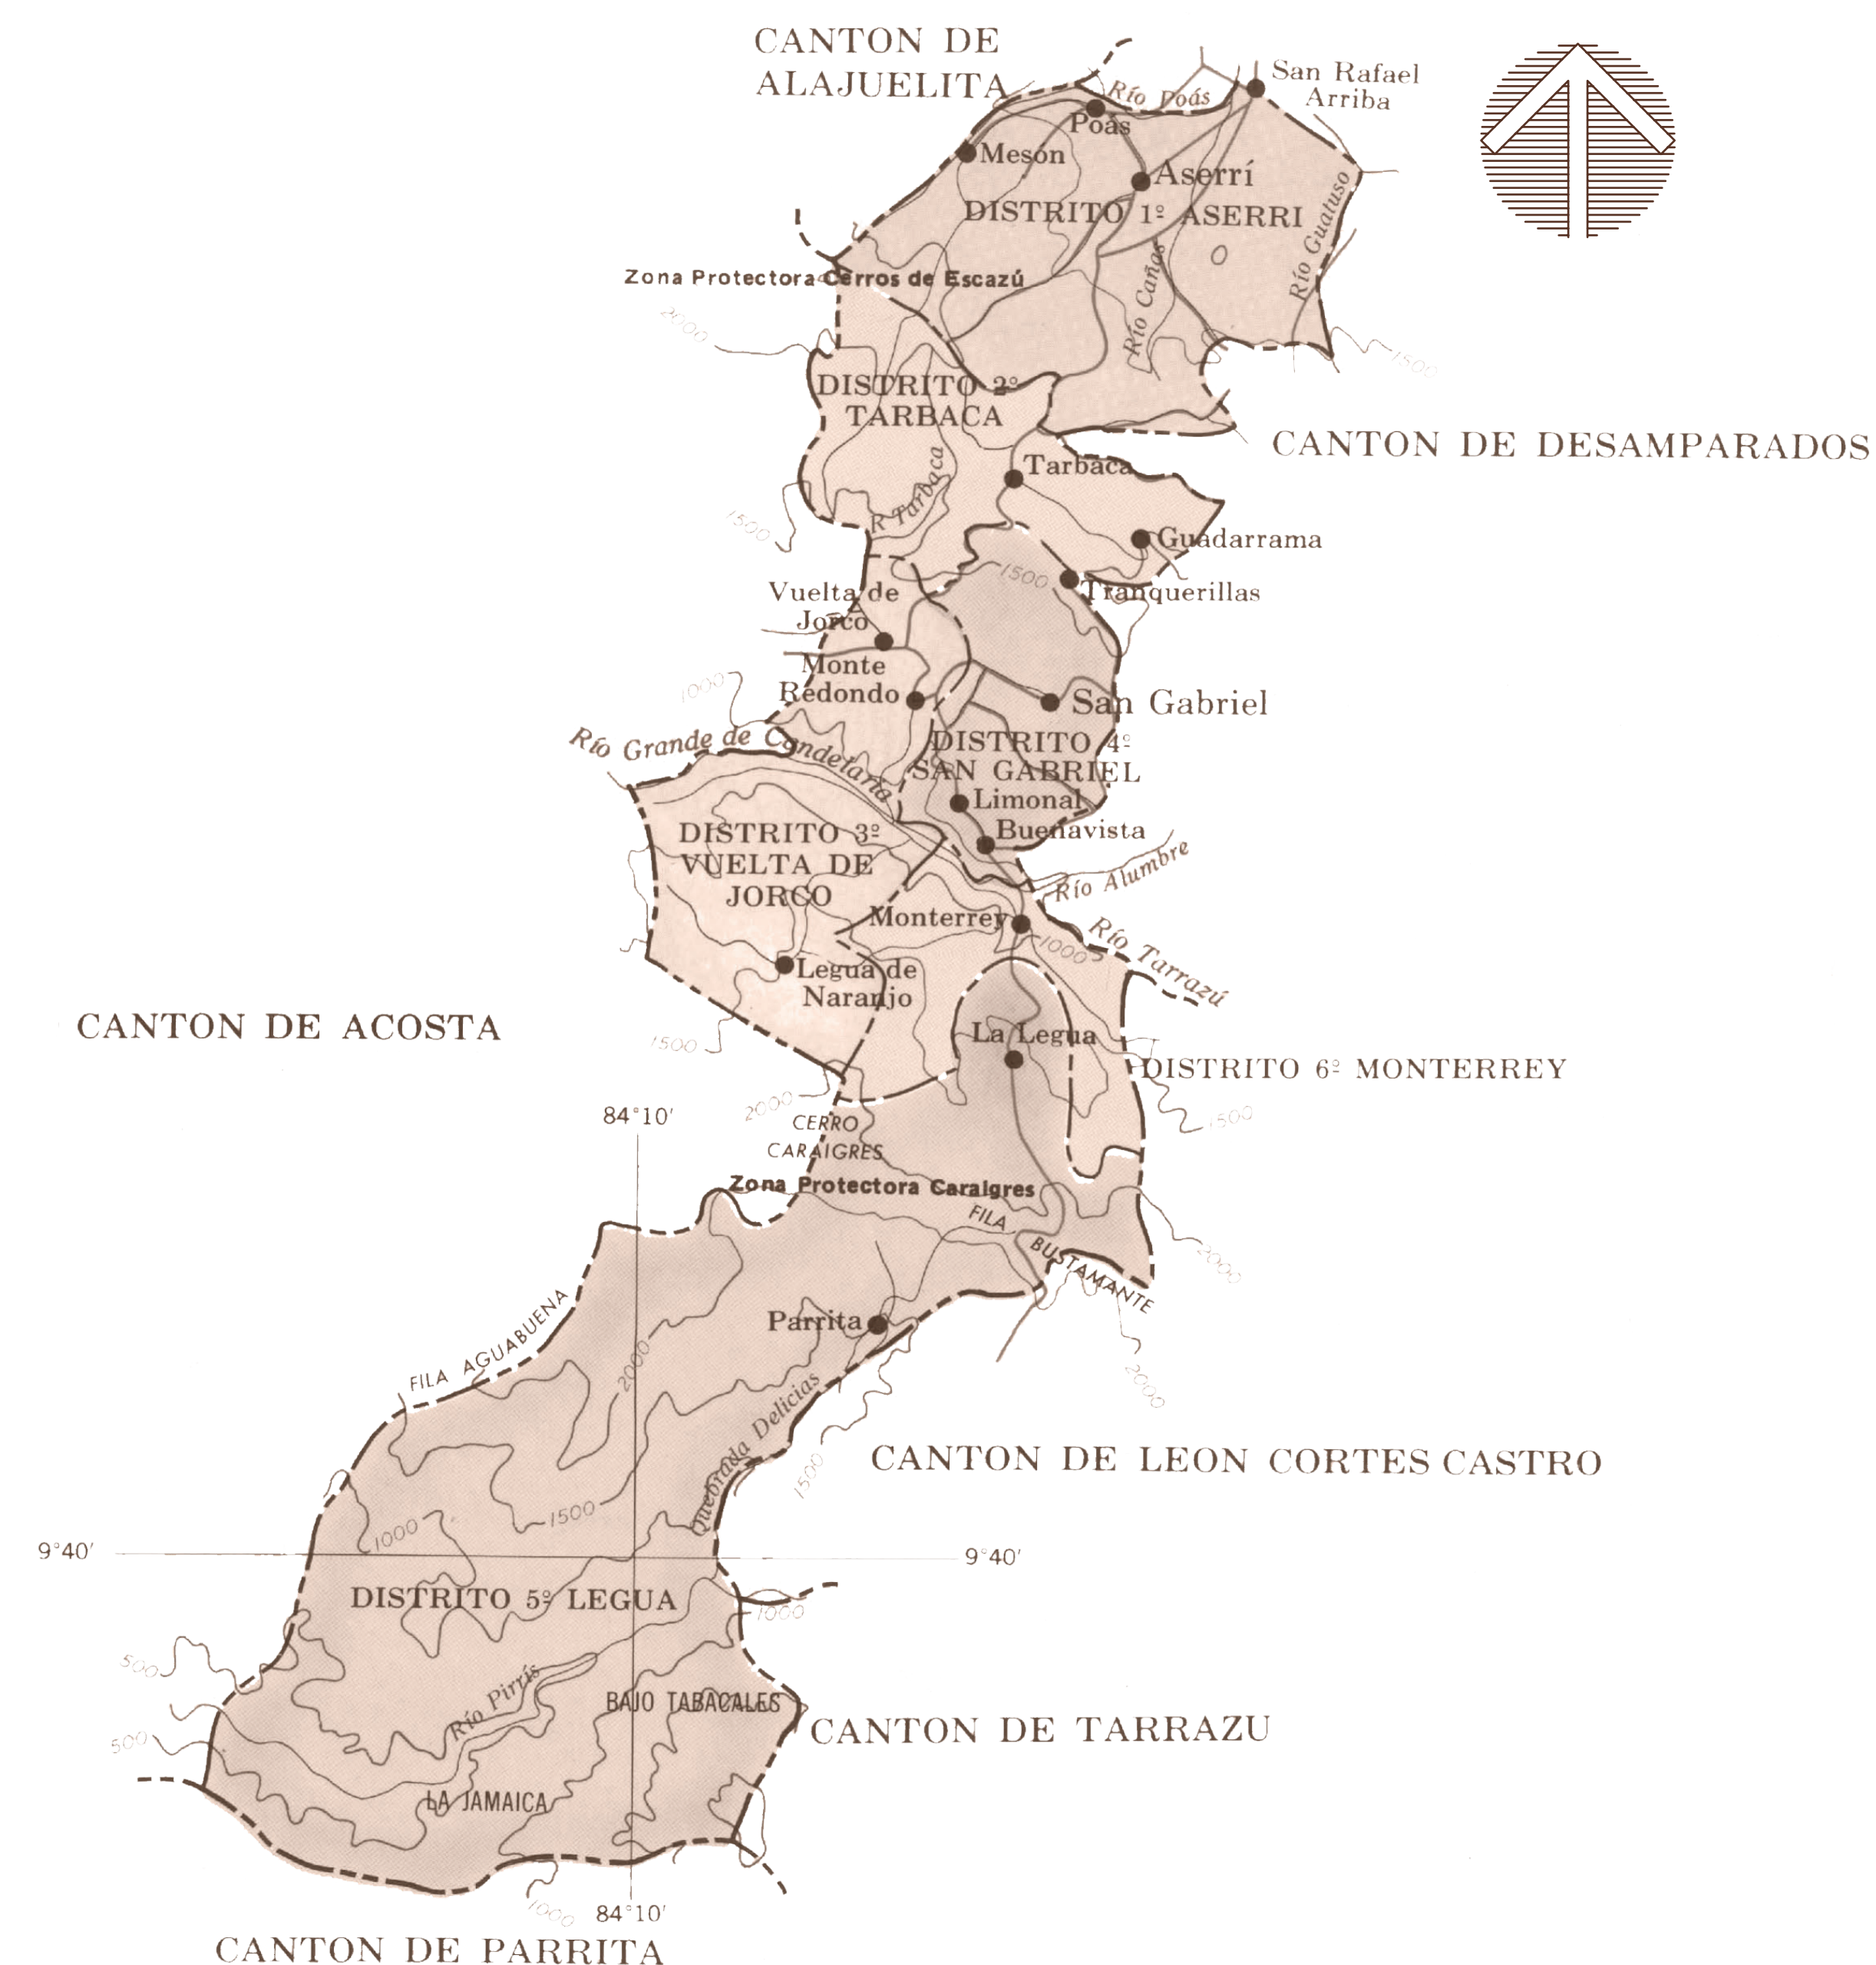 CANTON DE
ALAJUELITA
San Rafael
Arriba
Río Poás
Poás
Mesón
Aserrí
DISTRITO 1º ASERRI
Río Guatuso
Río Cañas
Zona Protectora Cerros de Escazú
2000
1500
DISTRITO 2º
TARBACA
CANTON DE DESAMPARADOS
Tarbaca
R Tarbaca
1500
Guadarrama
1500
Tranquerillas
Vuelta de
Jorco
Monte
Redondo
1000
San Gabriel
Río Grande de Candelaria
DISTRITO 4º
SAN GABRIEL
Limonal
Buenavista
DISTRITO 3º
VUELTA DE
JORCO
Río Alumbre
Monterrey
Río Tarrazú
1000
Legua de
Naranjo
CANTON DE ACOSTA
1500
La Legua
DISTRITO 6º MONTERREY
2000
1500
84°10'
CERRO
CARAIGRES
Zona Protectora Caraigres
FILA
BUSTAMANTE
2000
FILA AGUABUENA
Parrita
2000
2000
Quebrada Delicias
1500
CANTON DE LEON CORTES CASTRO
1500
1000
9°40'
9°40'
DISTRITO 5º LEGUA
1000
500
Río Pirrís
BAJO TABACALES
CANTON DE TARRAZU
500
LA JAMAICA
1000
84°10'
CANTON DE PARRITA